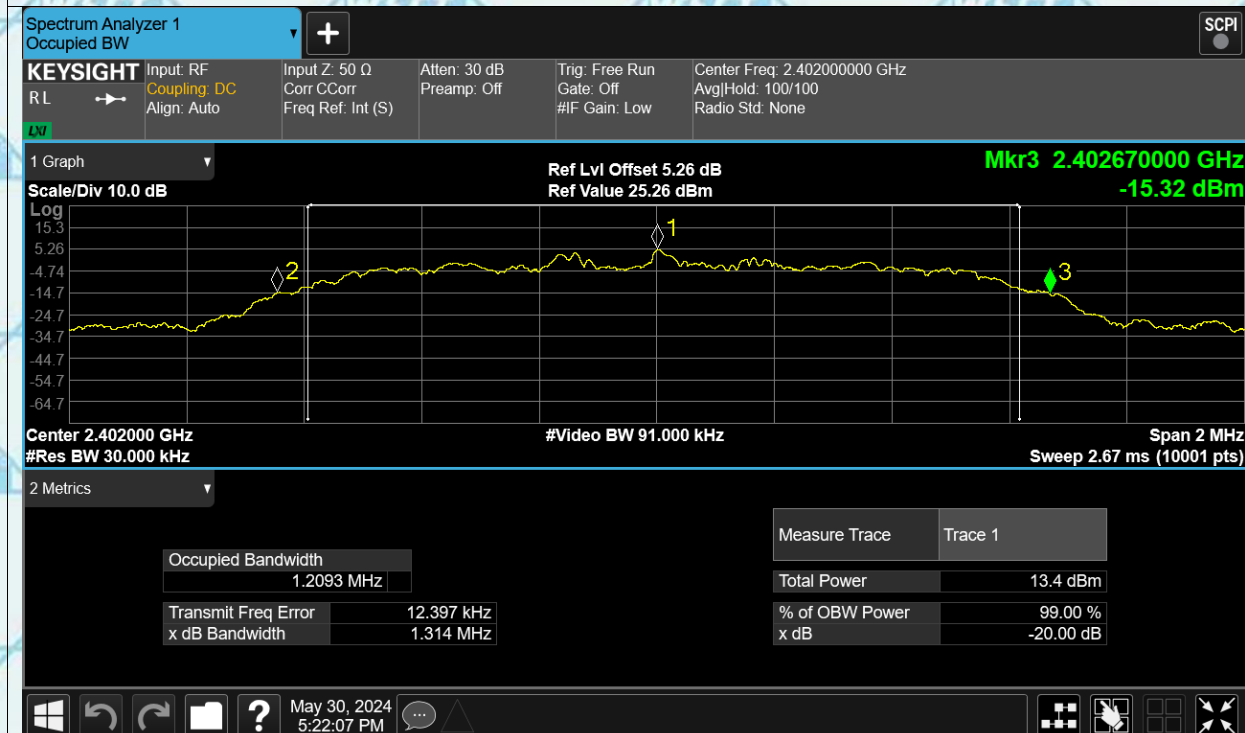 Spectrum Analyzer 1
Occupied BW
+
SCPI
KEYSIGHT
RL
LXI
Input: RF
Coupling: DC
Align: Auto
Input Z: 50 Ω
Corr CCorr
Freq Ref: Int (S)
Atten: 30 dB
Preamp: Off
Trig: Free Run
Gate: Off
#IF Gain: Low
Center Freq: 2.402000000 GHz
Avg|Hold: 100/100
Radio Std: None
1 Graph
Scale/Div 10.0 dB
Ref Lvl Offset 5.26 dB
Ref Value 25.26 dBm
Mkr3 2.402670000 GHz
-15.32 dBm
Log
15.3
5.26
-4.74
-14.7
-24.7
-34.7
-44.7
-54.7
-64.7
1
2
3
Center 2.402000 GHz
#Video BW 91.000 kHz
Span 2 MHz
#Res BW 30.000 kHz
Sweep 2.67 ms (10001 pts)
2 Metrics
Measure Trace Trace 1
Occupied Bandwidth
1.2093 MHz
Total Power 13.4 dBm
Transmit Freq Error 12.397 kHz
% of OBW Power 99.00 %
x dB Bandwidth 1.314 MHz
x dB -20.00 dB
?
May 30, 2024
5:22:07 PM